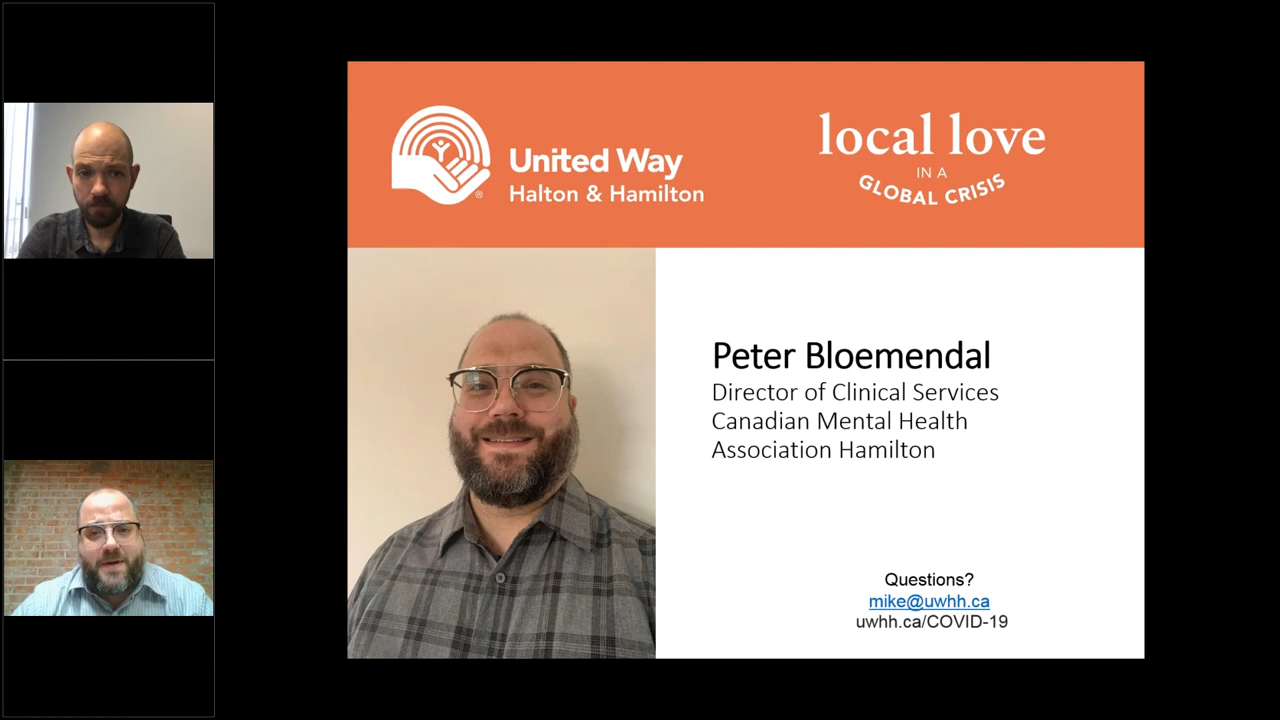 United Way
Halton & Hamilton
®
local love
IN A
GLOBAL CRISIS
Peter Bloemendal
Director of Clinical Services
Canadian Mental Health
Association Hamilton
Questions?
mike@uwhh.ca
uwhh.ca/COVID-19